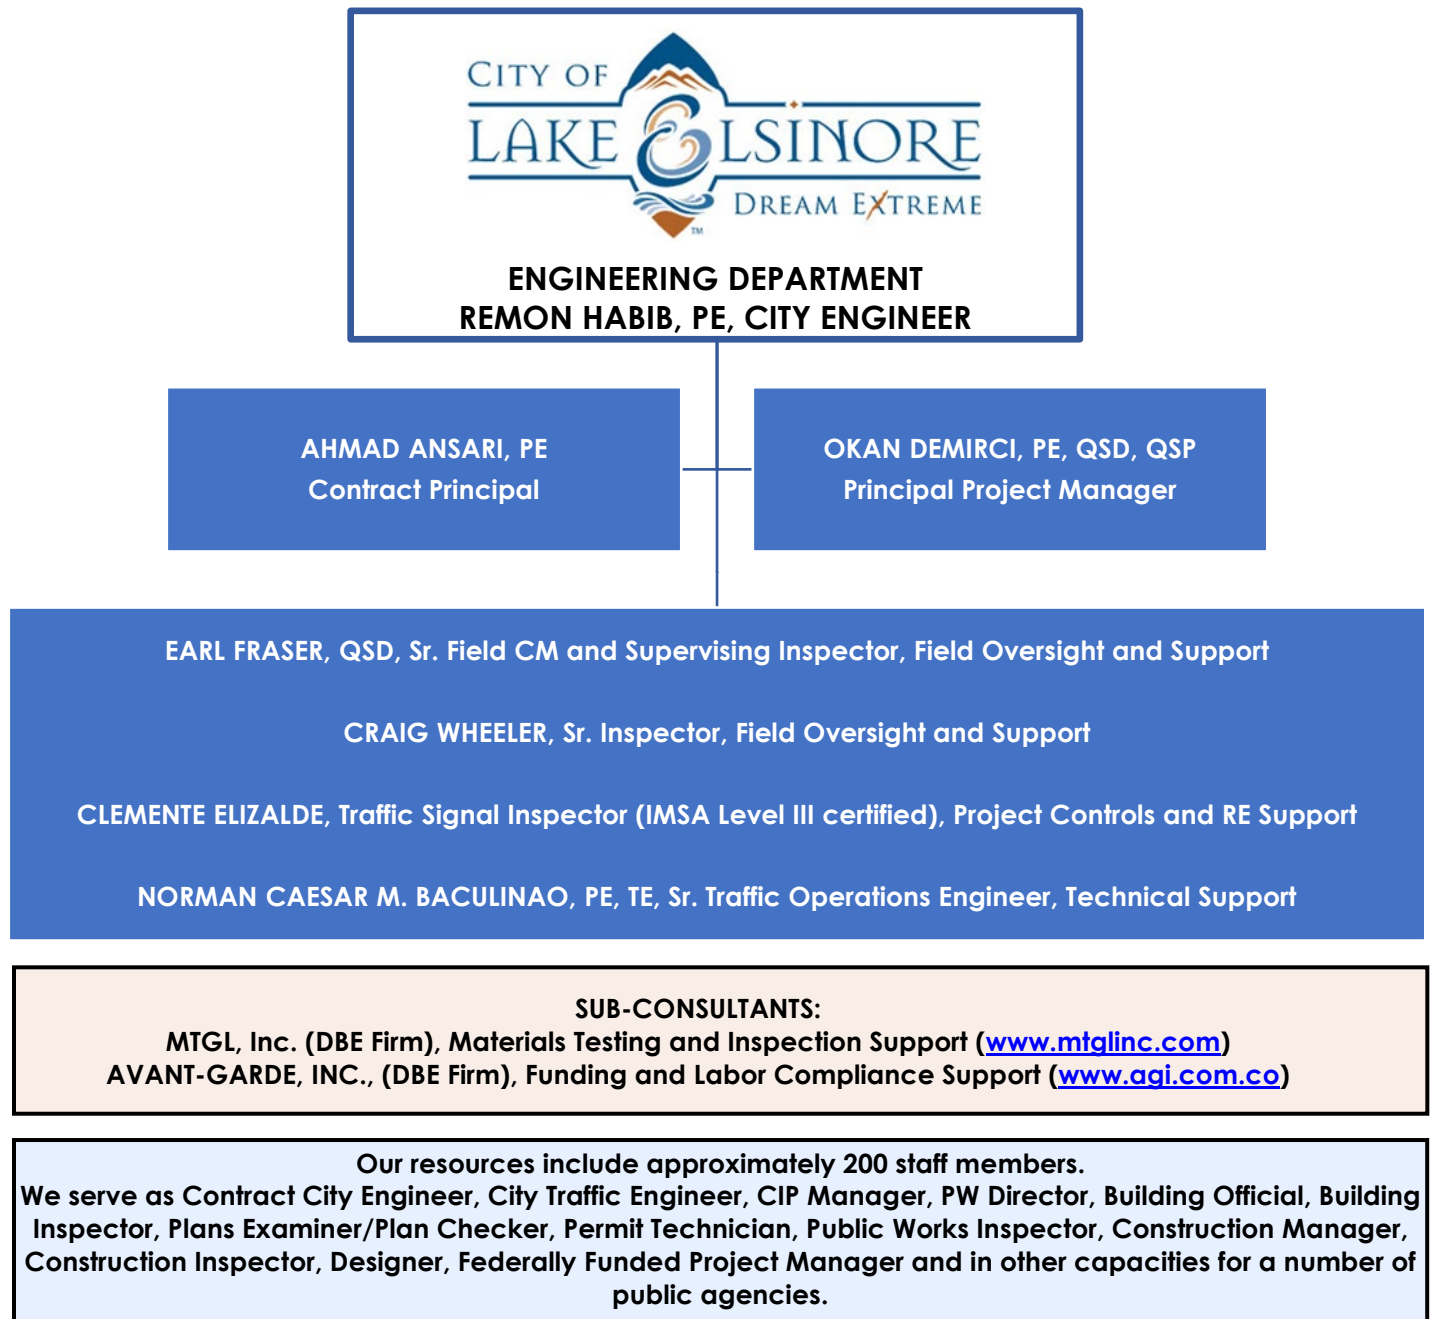 CITY OF
LAKE ELSINORE
DREAM EXTREME
TM
ENGINEERING DEPARTMENT
REMON HABIB, PE, CITY ENGINEER
AHMAD ANSARI, PE
Contract Principal
OKAN DEMIRCI, PE, QSD, QSP
Principal Project Manager
EARL FRASER, QSD, Sr. Field CM and Supervising Inspector, Field Oversight and Support
CRAIG WHEELER, Sr. Inspector, Field Oversight and Support
CLEMENTE ELIZALDE, Traffic Signal Inspector (IMSA Level III certified), Project Controls and RE Support
NORMAN CAESAR M. BACULINAO, PE, TE, Sr. Traffic Operations Engineer, Technical Support
SUB-CONSULTANTS:
MTGL, Inc. (DBE Firm), Materials Testing and Inspection Support (www.mtglinc.com)
AVANT-GARDE, INC., (DBE Firm), Funding and Labor Compliance Support (www.agi.com.co)
Our resources include approximately 200 staff members.
We serve as Contract City Engineer, City Traffic Engineer, CIP Manager, PW Director, Building Official, Building
Inspector, Plans Examiner/Plan Checker, Permit Technician, Public Works Inspector, Construction Manager,
Construction Inspector, Designer, Federally Funded Project Manager and in other capacities for a number of
public agencies.